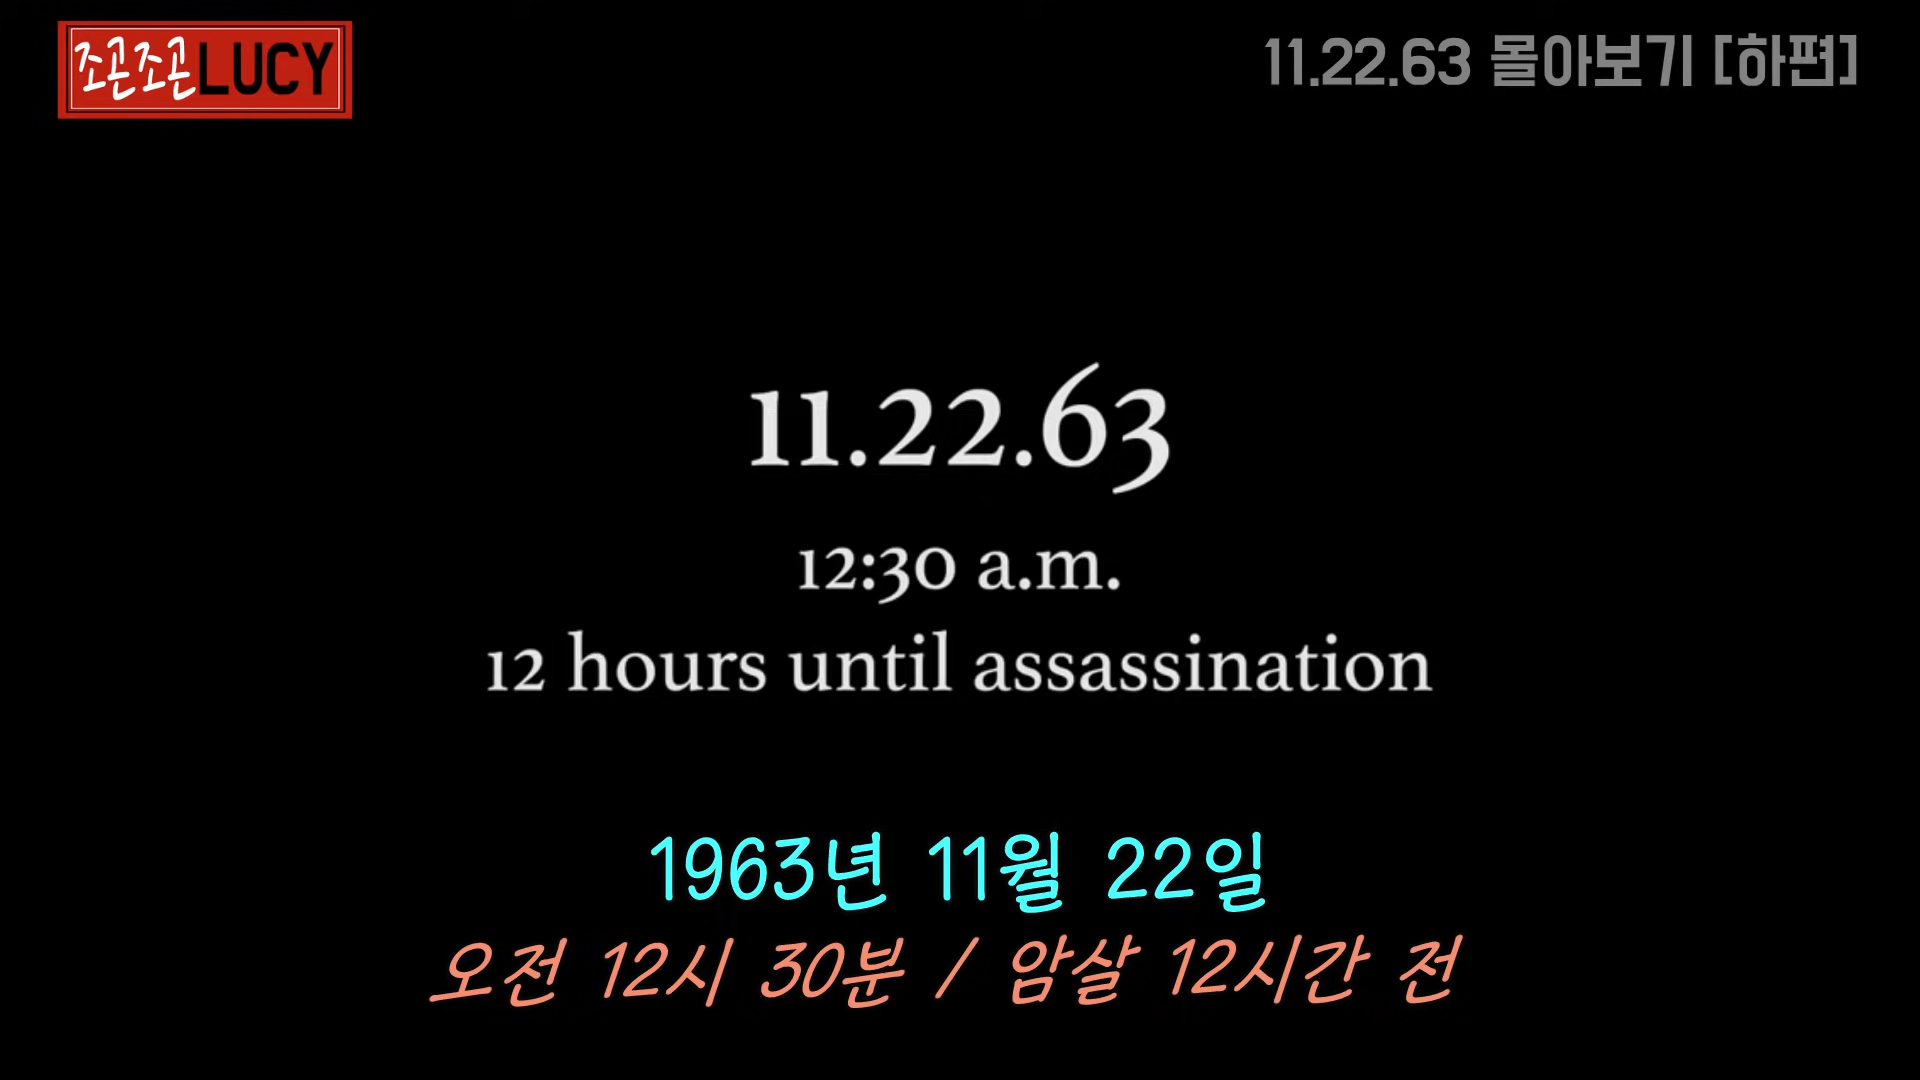 조곤조곤LUCY
11.22.63 몰아보기 [하편]
11.22.63
12:30 a.m.
12 hours until assassination
1963년 11월 22일
오전 12시 30분 / 암살 12시간 전